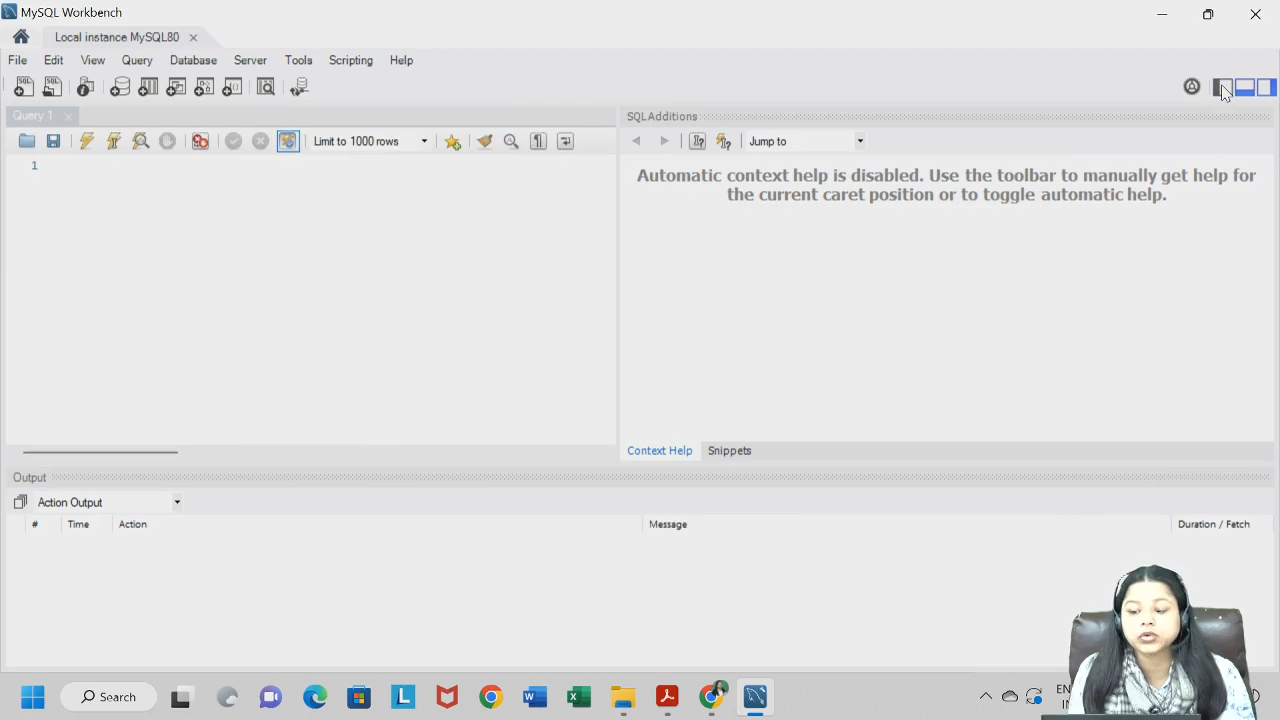 MySQL Workbench
Local instance MySQL80
File Edit View Query Database Server Tools Scripting Help
Query 1
SQLAdditions
Limit to 1000 rows
Jump to
1
Automatic context help is disabled. Use the toolbar to manually get help for
the current caret position or to toggle automatic help.
Context Help Snippets
Output
Action Output
# Time Action Message Duration / Fetch
Search